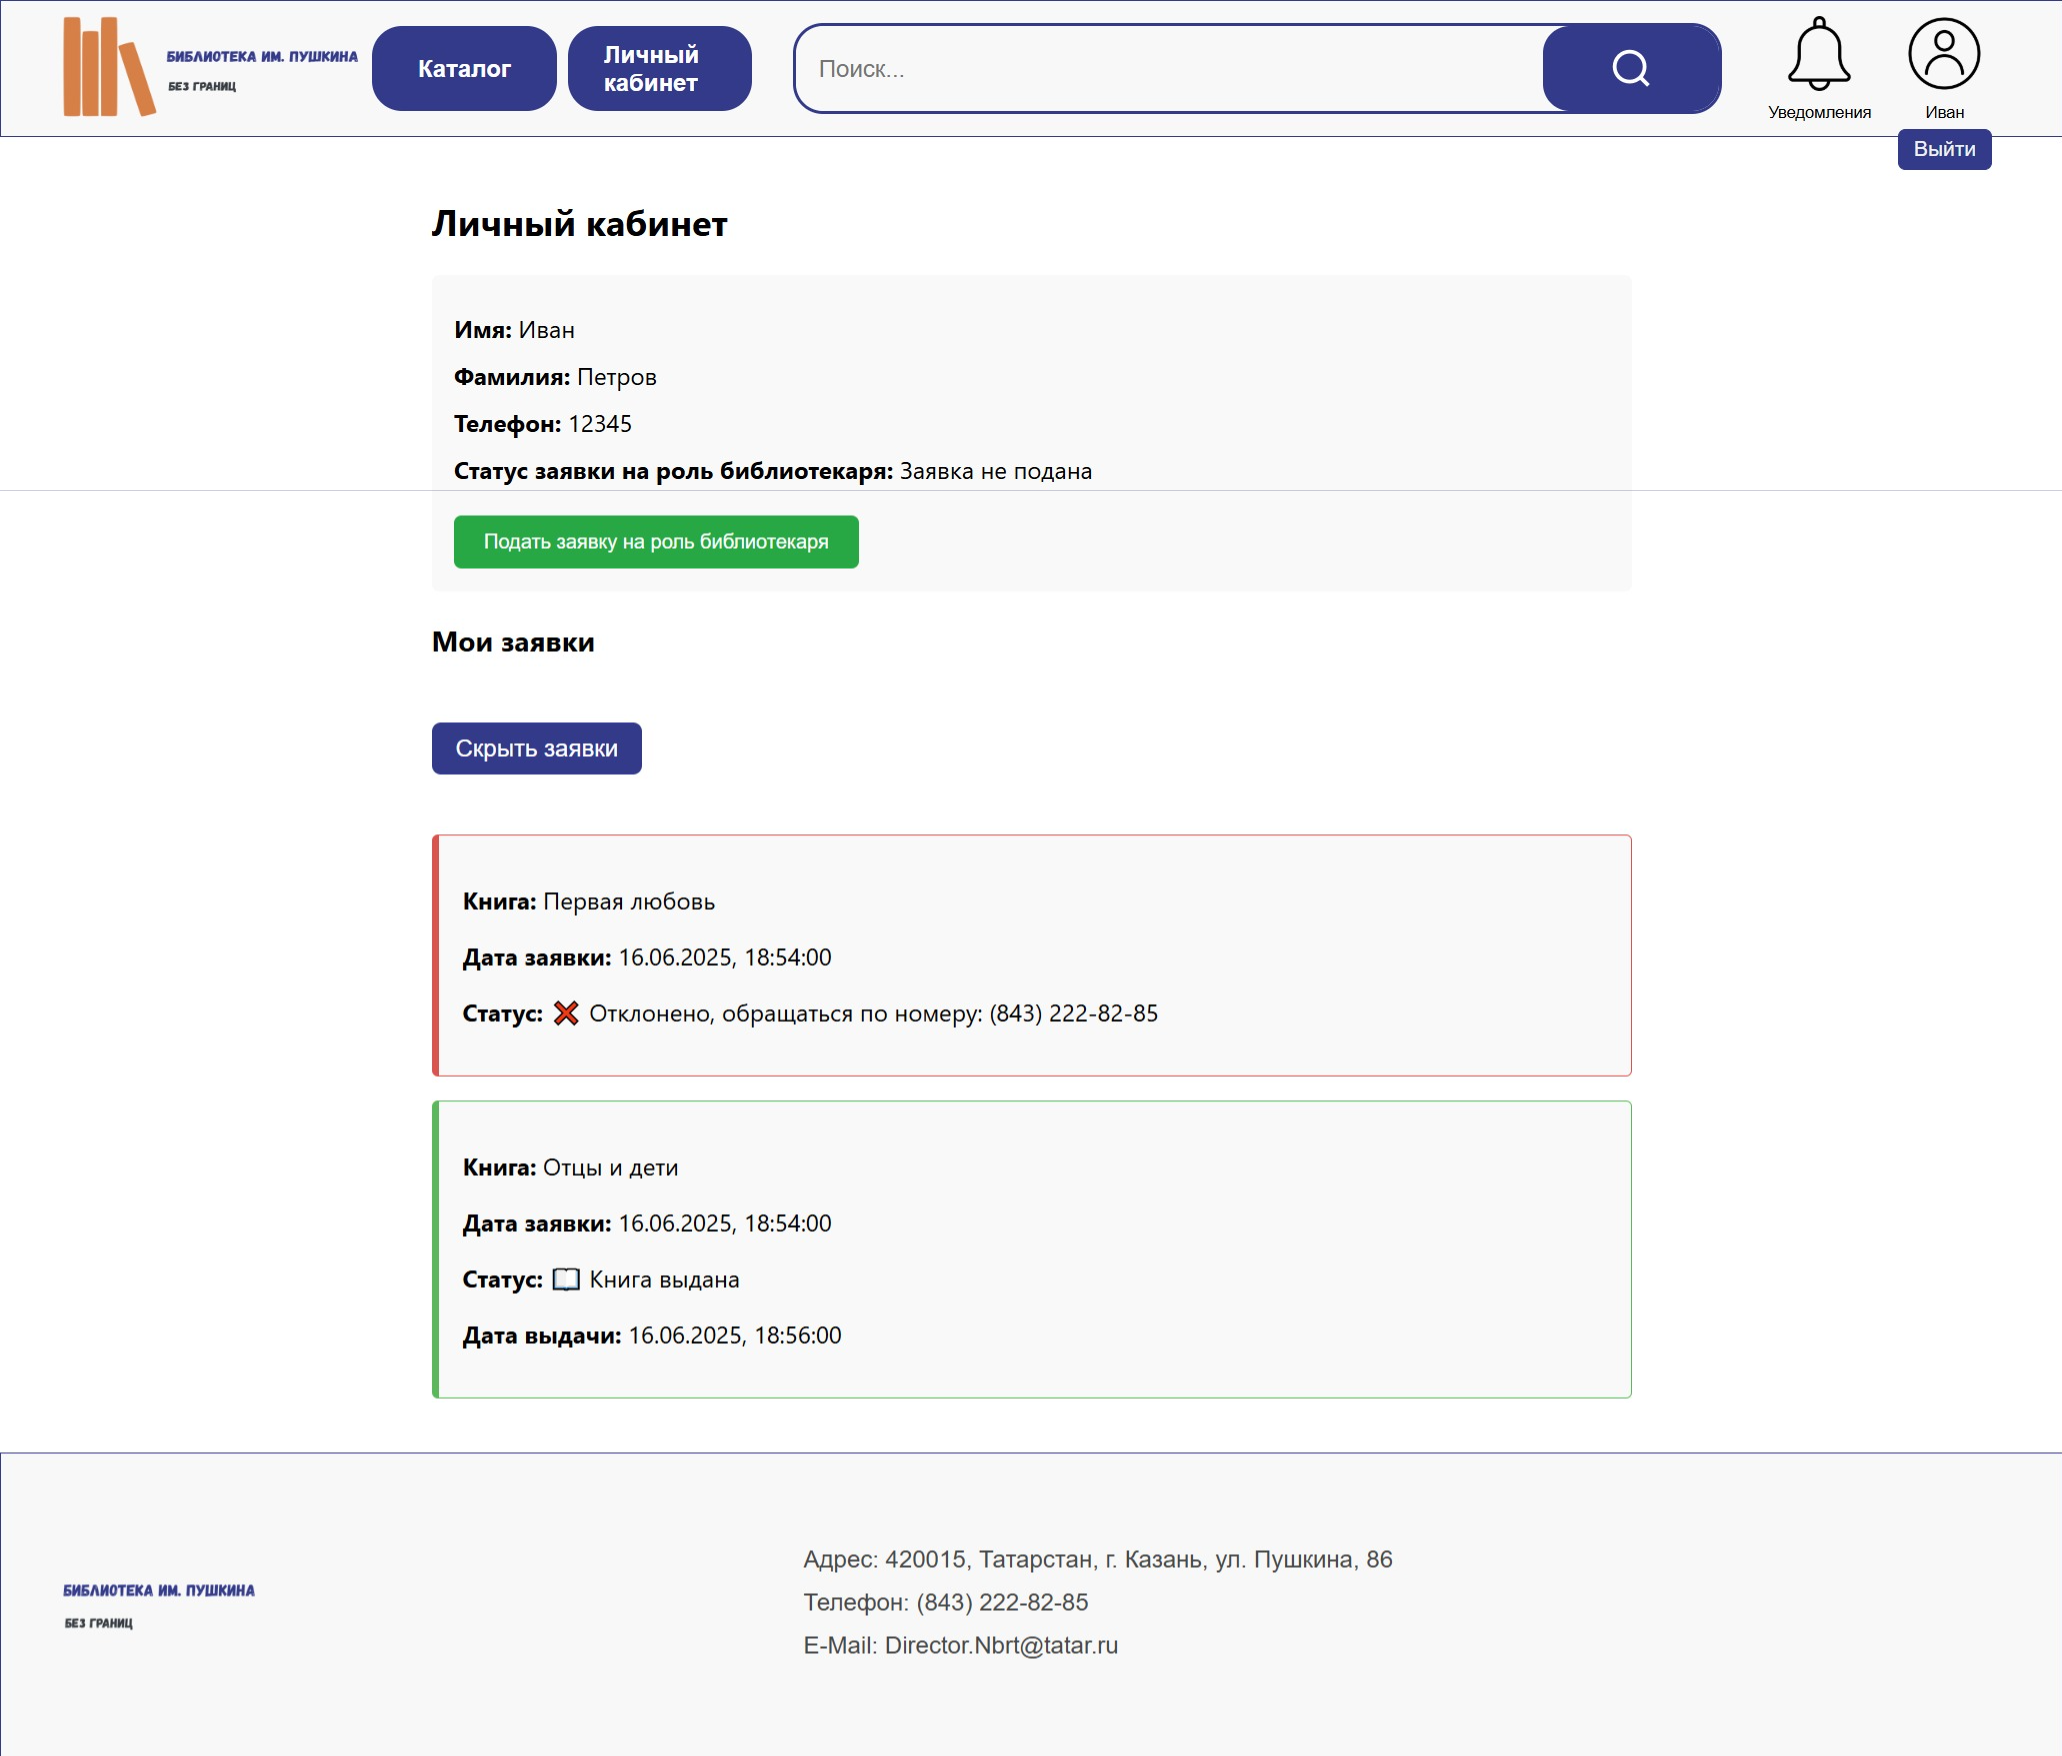 БИБЛИОТЕКА ИМ. ПУШКИНА
БЕЗ ГРАНИЦ
Каталог
Личный
кабинет
Поиск...
Уведомления
Иван
Выйти
Личный кабинет
Имя: Иван
Фамилия: Петров
Телефон: 12345
Статус заявки на роль библиотекаря: Заявка не подана
Подать заявку на роль библиотекаря
Мои заявки
Скрыть заявки
Книга: Первая любовь
Дата заявки: 16.06.2025, 18:54:00
Статус: ❌ Отклонено, обращаться по номеру: (843) 222-82-85
Книга: Отцы и дети
Дата заявки: 16.06.2025, 18:54:00
Статус: 📖 Книга выдана
Дата выдачи: 16.06.2025, 18:56:00
БИБЛИОТЕКА ИМ. ПУШКИНА
БЕЗ ГРАНИЦ
Адрес: 420015, Татарстан, г. Казань, ул. Пушкина, 86
Телефон: (843) 222-82-85
E-Mail: Director.Nbrt@tatar.ru